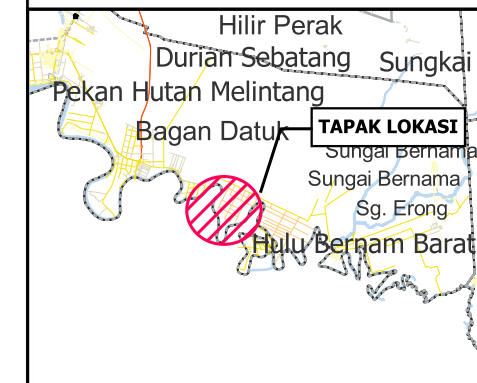 Hilir Perak
Durian Sebatang
Sungkai
Pekan Hutan Melintang
Bagan Datuk
TAPAK LOKASI
Sungai Bernama
Sungai Bernama
Sg. Erong
Hulu Bernam Barat